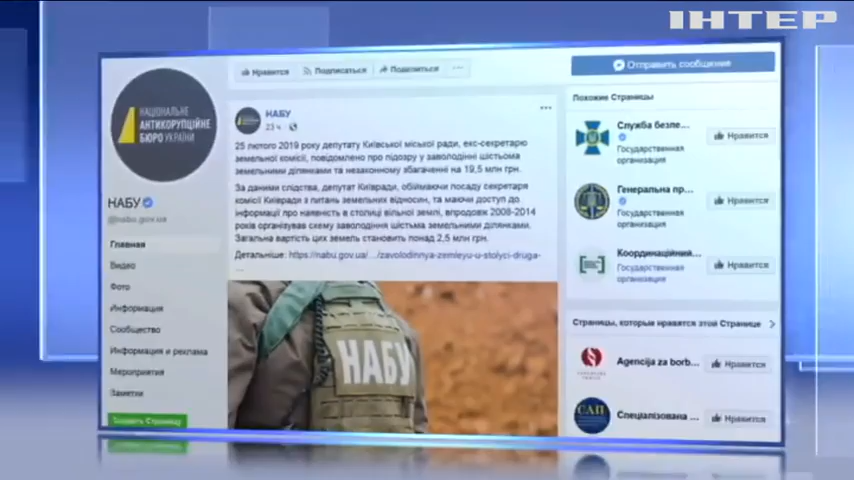 ІНТЕР
НАЦІОНАЛЬНЕ
АНТИКОРУПЦІЙНЕ
БЮРО УКРАЇНИ
НАБУ
@nabu.gov.ua
Главная
Видео
Фото
Информация
Сообщество
Информация и реклама
Мероприятия
Заметки
Создать Страницу
Нравится
Подписаться
Поделиться
...
Отправить сообщение
НАБУ
23 ч. ·
...
25 лютого 2019 року депутату Київської міської ради, екс-секретарю
земельної комісії, повідомлено про підозру у заволодінні шістьома
земельними ділянками та незаконному збагаченні на 19,5 млн грн.
За даними слідства, депутат Київради, обіймаючи посаду секретаря
комісії Київради з питань земельних відносин, та маючи доступ до
інформації про наявність в столиці вільної землі, впродовж 2008-2014
років організував схему заволодіння шістьма земельними ділянками.
Загальна вартість цих земель становить понад 2,5 млн грн.
Детальніше: https://nabu.gov.ua/.../zavolodinnya-zemleyu-u-stolyci-druga-
...
НАБУ
Похожие Страницы
Служба безпе...
Государственная
организация
Нравится
Генеральна пр...
Государственная
организация
Нравится
Координаційний...
Государственная
организация
Нравится
Страницы, которые нравятся этой Странице
Agencija za borb...
Нравится
САП
Спеціалізована ...
Нравится